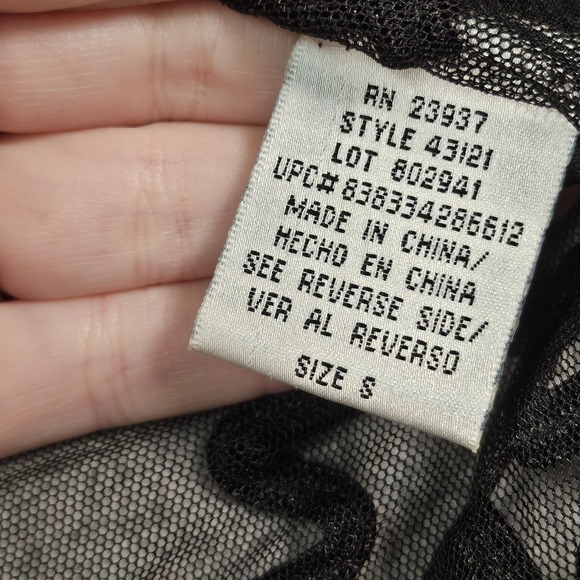 RN 23937
STYLE 43121
LOT 802941
UPC# 838334286612
MADE IN CHINA/
HECHO EN CHINA
SEE REVERSE SIDE/
VER AL REVERSO
SIZE S